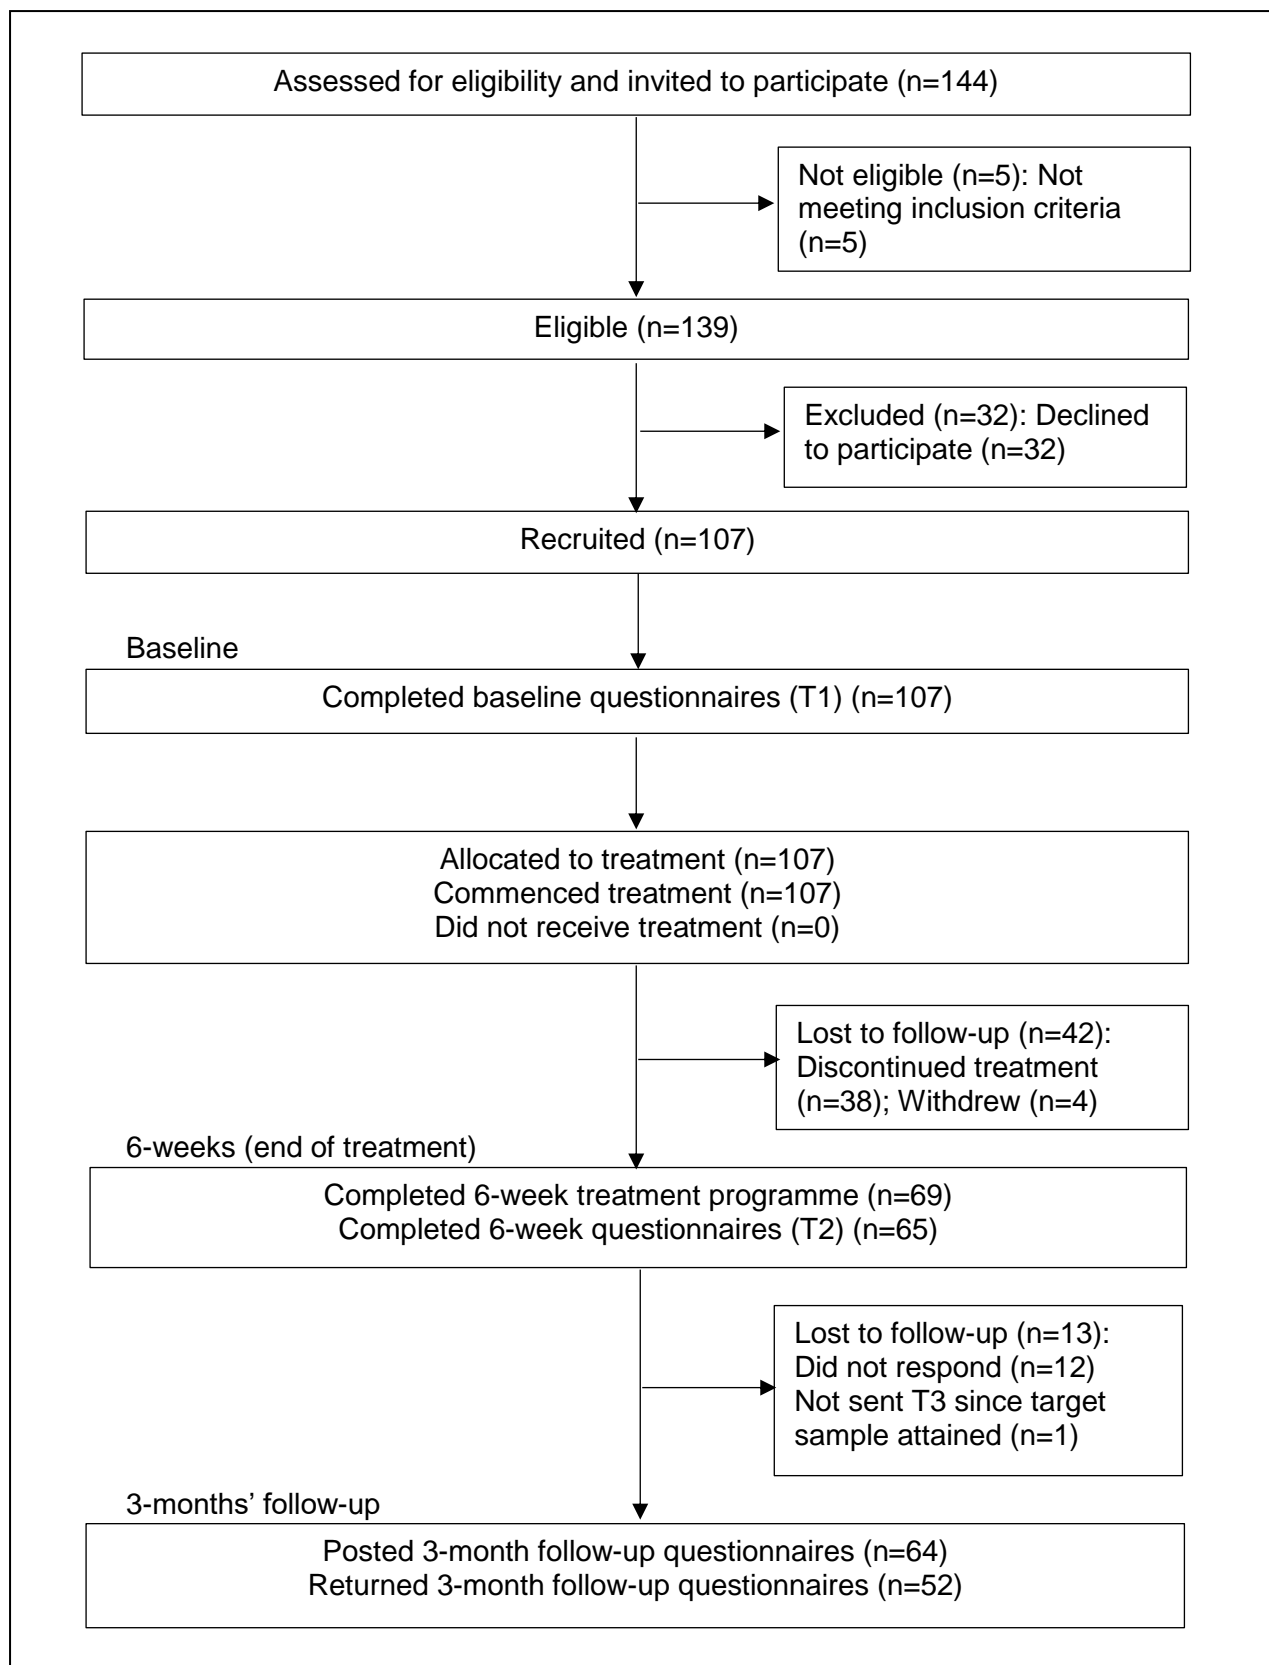 Assessed for eligibility and invited to participate (n=144)
Not eligible (n=5): Not
meeting inclusion criteria
(n=5)
Eligible (n=139)
Excluded (n=32): Declined
to participate (n=32)
Recruited (n=107)
Baseline
Completed baseline questionnaires (T1) (n=107)
Allocated to treatment (n=107)
Commenced treatment (n=107)
Did not receive treatment (n=0)
Lost to follow-up (n=42):
Discontinued treatment
(n=38); Withdrew (n=4)
6-weeks (end of treatment)
Completed 6-week treatment programme (n=69)
Completed 6-week questionnaires (T2) (n=65)
Lost to follow-up (n=13):
Did not respond (n=12)
Not sent T3 since target
sample attained (n=1)
3-months’ follow-up
Posted 3-month follow-up questionnaires (n=64)
Returned 3-month follow-up questionnaires (n=52)